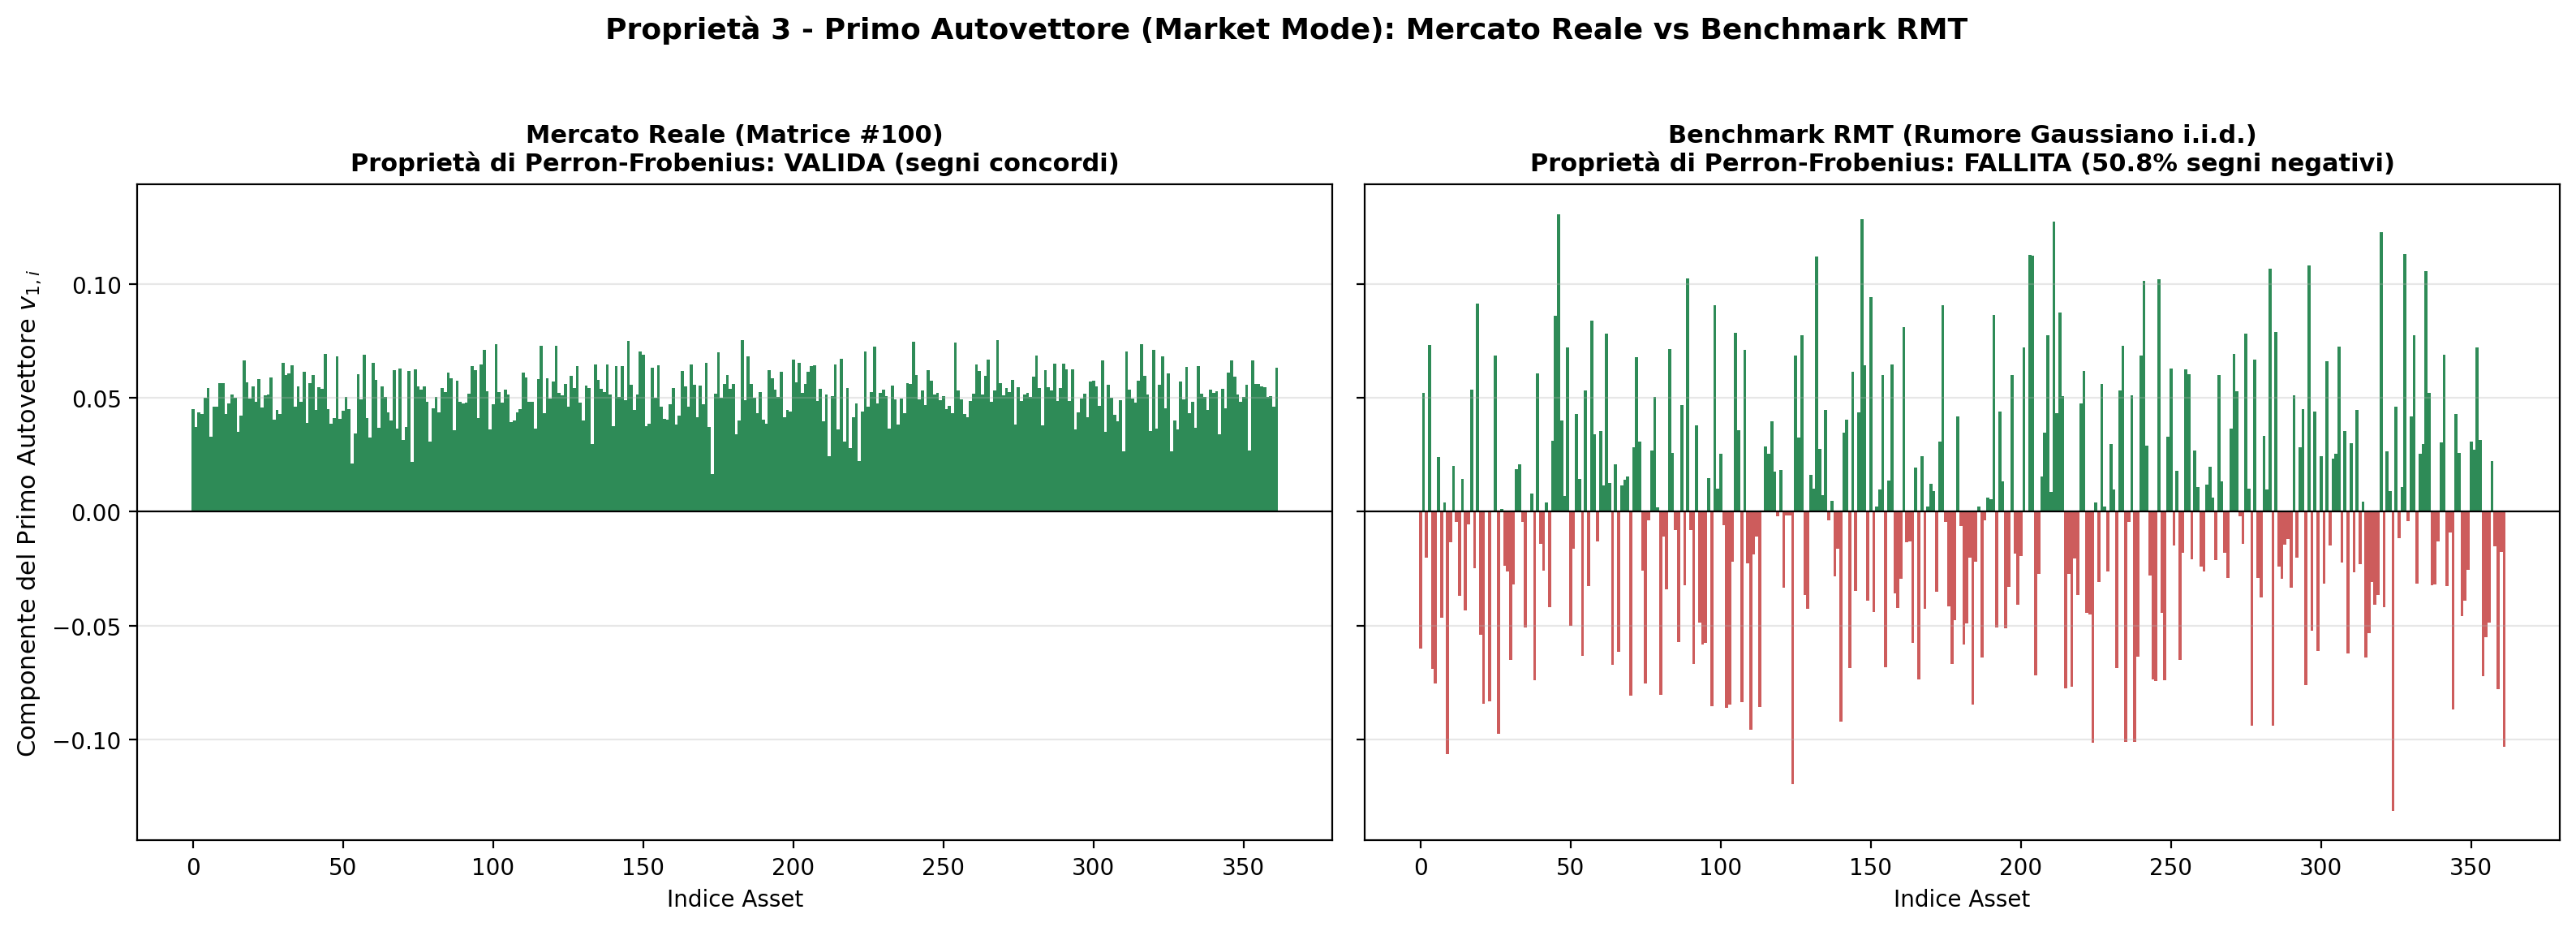 Proprietà 3 - Primo Autovettore (Market Mode): Mercato Reale vs Benchmark RMT
Mercato Reale (Matrice #100)
Proprietà di Perron-Frobenius: VALIDA (segni concordi)
Componente del Primo Autovettore v₁,ᵢ
0.10
0.05
0.00
−0.05
−0.10
0 50 100 150 200 250 300 350
Indice Asset
Benchmark RMT (Rumore Gaussiano i.i.d.)
Proprietà di Perron-Frobenius: FALLITA (50.8% segni negativi)
0 50 100 150 200 250 300 350
Indice Asset